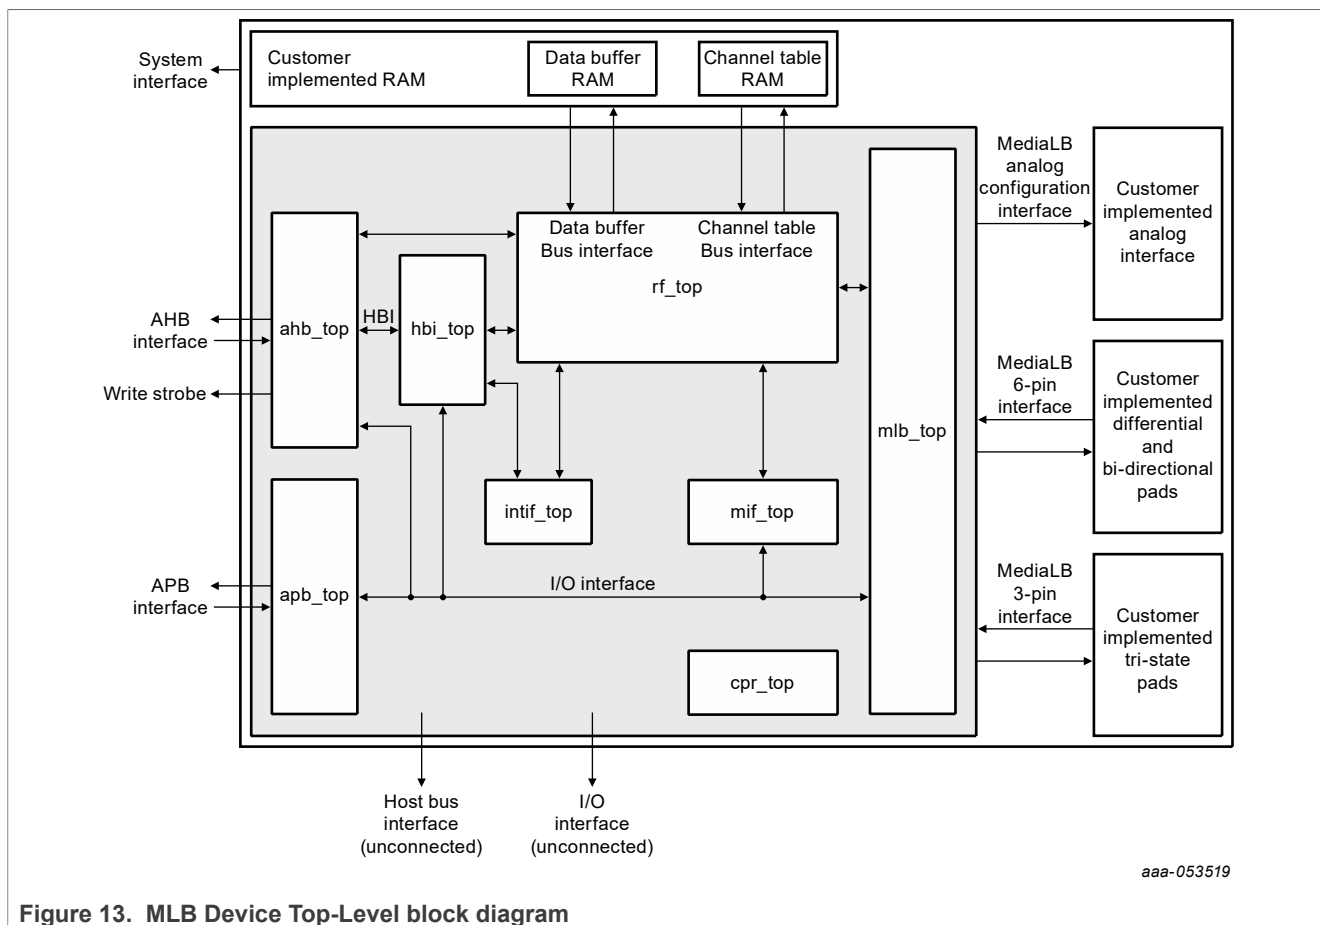 System
interface
Customer
implemented RAM
Data buffer
RAM
Channel table
RAM
MediaLB
analog
configuration
interface
Customer
implemented
analog
interface
Data buffer
Bus interface
Channel table
Bus interface
rf_top
AHB
interface
ahb_top
HBI
hbi_top
Write strobe
mlb_top
MediaLB
6-pin
interface
Customer
implemented
differential
and
bi-directional
pads
intif_top
mif_top
APB
interface
apb_top
I/O interface
MediaLB
3-pin
interface
Customer
implemented
tri-state
pads
cpr_top
Host bus
interface
(unconnected)
I/O
interface
(unconnected)
aaa-053519
Figure 13. MLB Device Top-Level block diagram